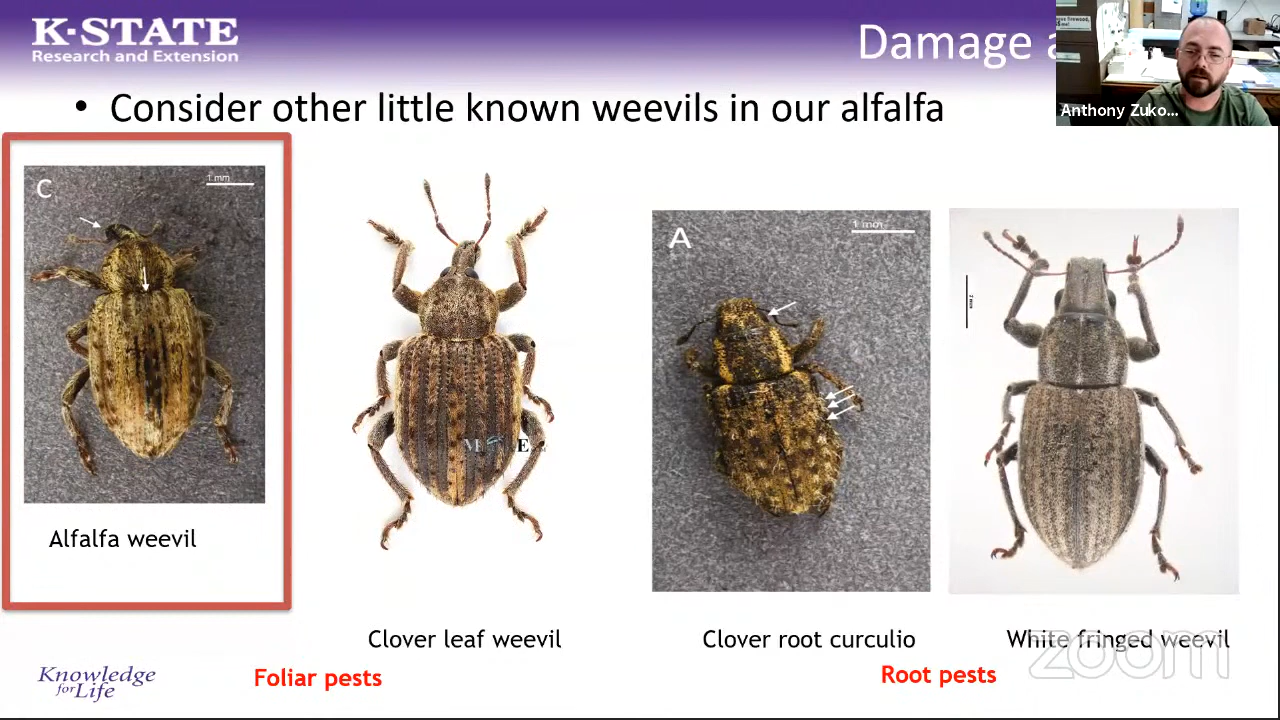 K-STATE
Research and Extension
Damage a
Anthony Zuko...
• Consider other little known weevils in our alfalfa
C
1 mm
A
1 mm
Alfalfa weevil
Clover leaf weevil
Clover root curculio
White fringed weevil
zoom
Foliar pests
Root pests
Knowledge
for Life